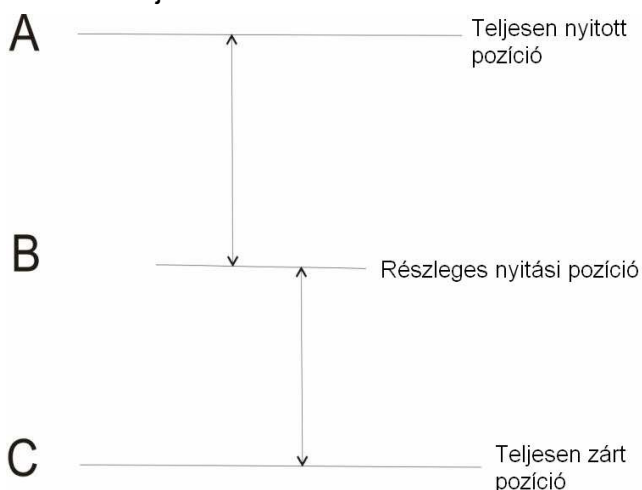 A
Teljesen nyitott
pozíció
B
Részleges nyitási pozíció
C
Teljesen zárt
pozíció